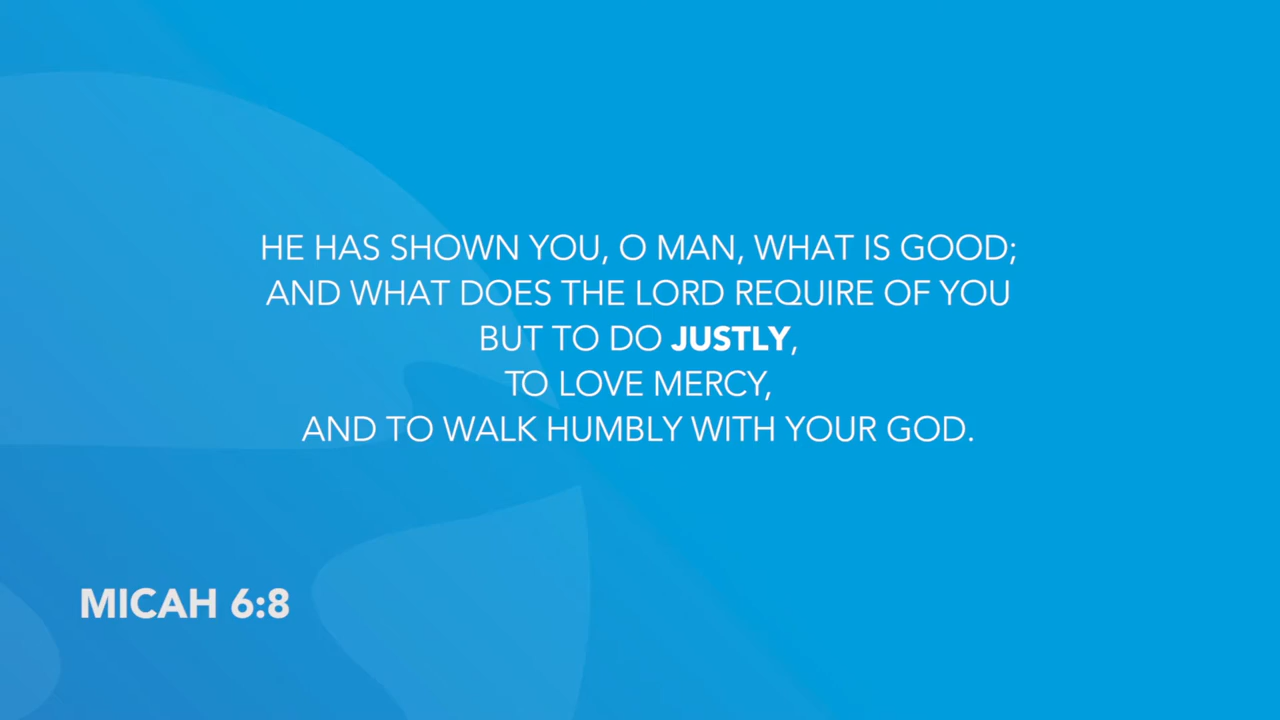 HE HAS SHOWN YOU, O MAN, WHAT IS GOOD;
AND WHAT DOES THE LORD REQUIRE OF YOU
BUT TO DO JUSTLY,
TO LOVE MERCY,
AND TO WALK HUMBLY WITH YOUR GOD.
MICAH 6:8